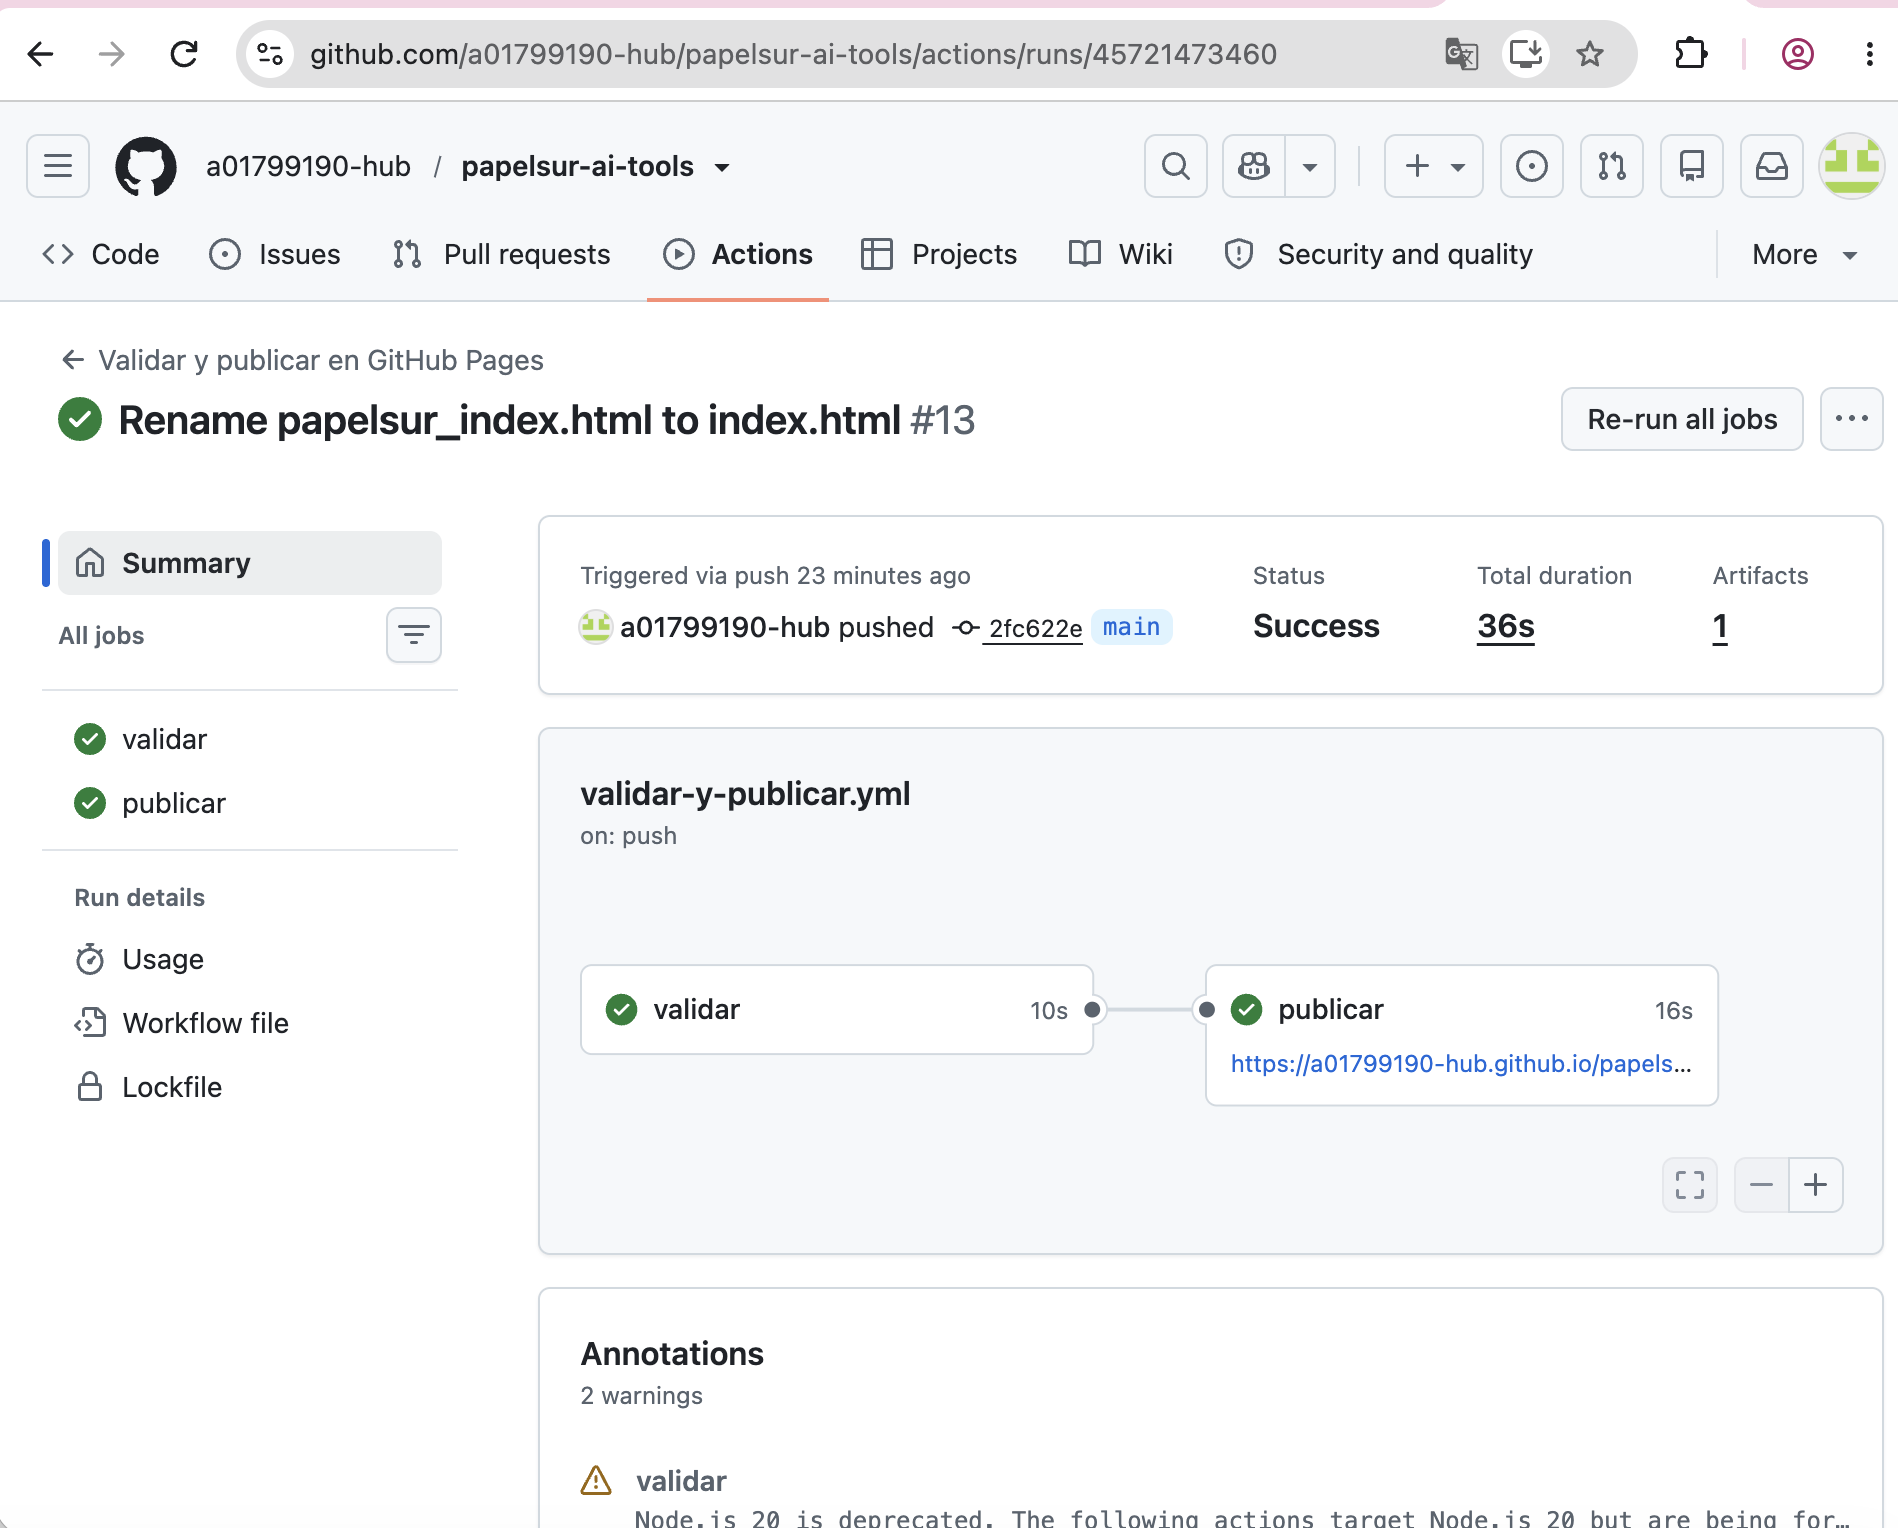 github.com/a01799190-hub/papelsur-ai-tools/actions/runs/45721473460
a01799190-hub / papelsur-ai-tools
Code Issues Pull requests Actions Projects Wiki Security and quality More
Validar y publicar en GitHub Pages
Rename papelsur_index.html to index.html #13
Re-run all jobs
Summary
All jobs
validar
publicar
Run details
Usage
Workflow file
Lockfile
Triggered via push 23 minutes ago
a01799190-hub pushed 2fc622e main
Status
Success
Total duration
36s
Artifacts
1
validar-y-publicar.yml
on: push
validar 10s
publicar 16s
https://a01799190-hub.github.io/papels...
Annotations
2 warnings
validar
Node.js 20 is deprecated. The following actions target Node.js 20 but are being for…